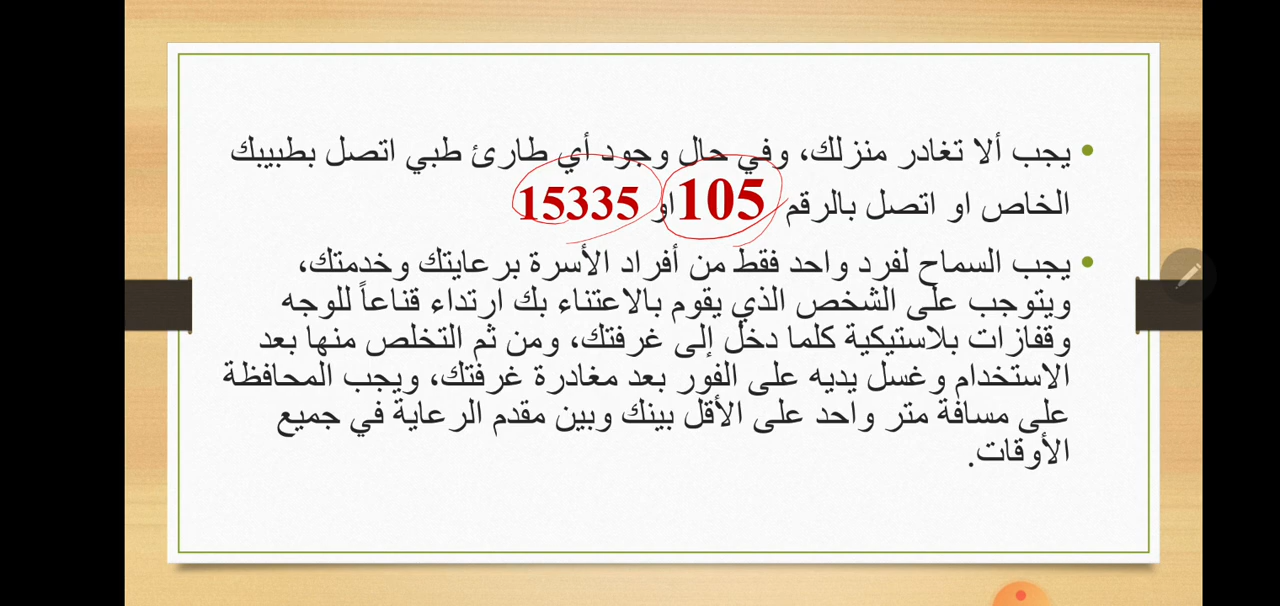 • يجب ألا تغادر منزلك، وفي حال وجود أي طارئ طبي اتصل بطبيبك
الخاص او اتصل بالرقم 105 او 15335
• يجب السماح لفرد واحد فقط من أفراد الأسرة برعايتك وخدمتك،
ويتوجب على الشخص الذي يقوم بالاعتناء بك ارتداء قناعاً للوجه
وقفازات بلاستيكية كلما دخل إلى غرفتك، ومن ثم التخلص منها بعد
الاستخدام وغسل يديه على الفور بعد مغادرة غرفتك، ويجب المحافظة
على مسافة متر واحد على الأقل بينك وبين مقدم الرعاية في جميع
الأوقات.